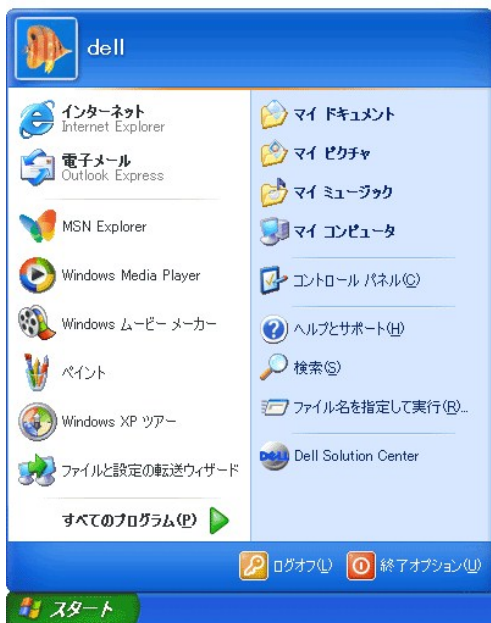 dell
インターネット
Internet Explorer
電子メール
Outlook Express
MSN Explorer
Windows Media Player
Windows ムービー メーカー
ペイント
Windows XP ツアー
ファイルと設定の転送ウィザード
すべてのプログラム(P)
マイ ドキュメント
マイ ピクチャ
マイ ミュージック
マイ コンピュータ
コントロール パネル(C)
ヘルプとサポート(H)
検索(S)
ファイル名を指定して実行(R)...
DELL
Dell Solution Center
ログオフ(L)
終了オプション(U)
スタート